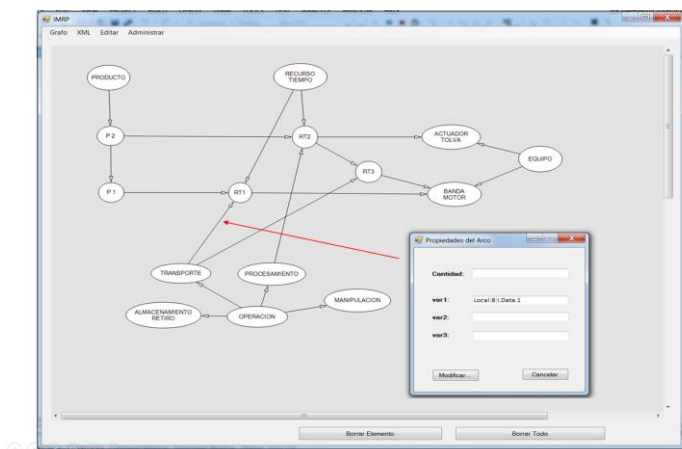 iMRP
Grafo XML Editar Administrar
PRODUCTO
RECURSO
TIEMPO
P 2
RT2
ACTUADOR
TOLVA
EQUIPO
RT3
P 1
RT1
BANDA
MOTOR
Propiedades del Arco
Cantidad:
TRANSPORTE
PROCESAMIENTO
var1: Local:8:I.Data.1
MANIPULACION
ALMACENAMIENTO
RETIRO
OPERACION
var2:
var3:
Modificar...
Cancelar
Borrar Elemento
Borrar Todo